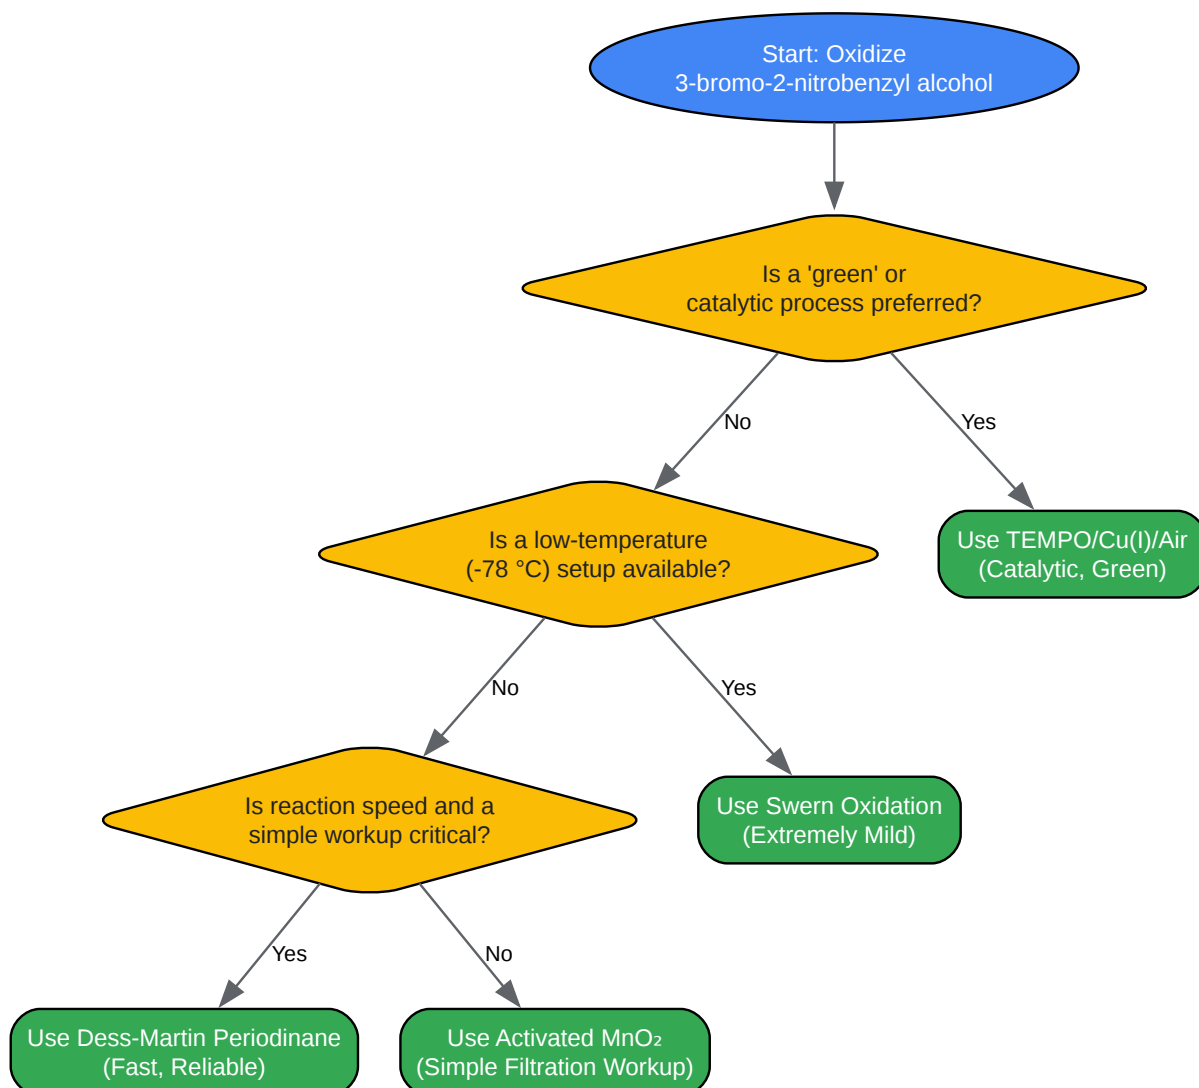 Start: Oxidize
3-bromo-2-nitrobenzyl alcohol
Is a 'green' or
catalytic process preferred?
No
Yes
Is a low-temperature
(-78 °C) setup available?
Use TEMPO/Cu(I)/Air
(Catalytic, Green)
No
Yes
Is reaction speed and a
simple workup critical?
Use Swern Oxidation
(Extremely Mild)
Yes
No
Use Dess-Martin Periodinane
(Fast, Reliable)
Use Activated MnO₂
(Simple Filtration Workup)